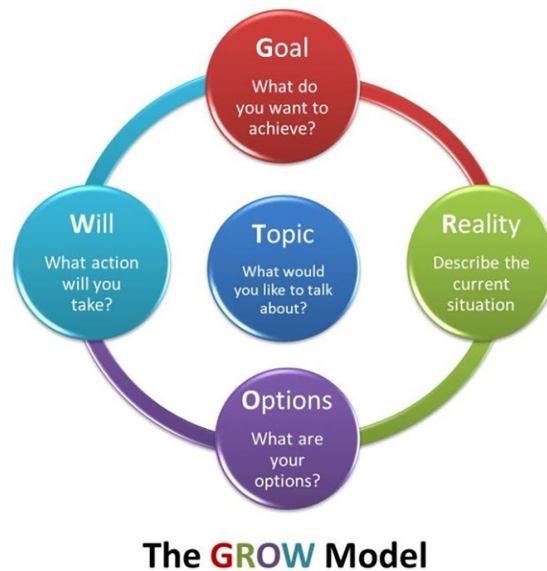 Goal
What do
you want to
achieve?
Will
What action
will you
take?
Topic
What would
you like to talk
about?
Reality
Describe the
current
situation
Options
What are
your
options?
The GROW Model